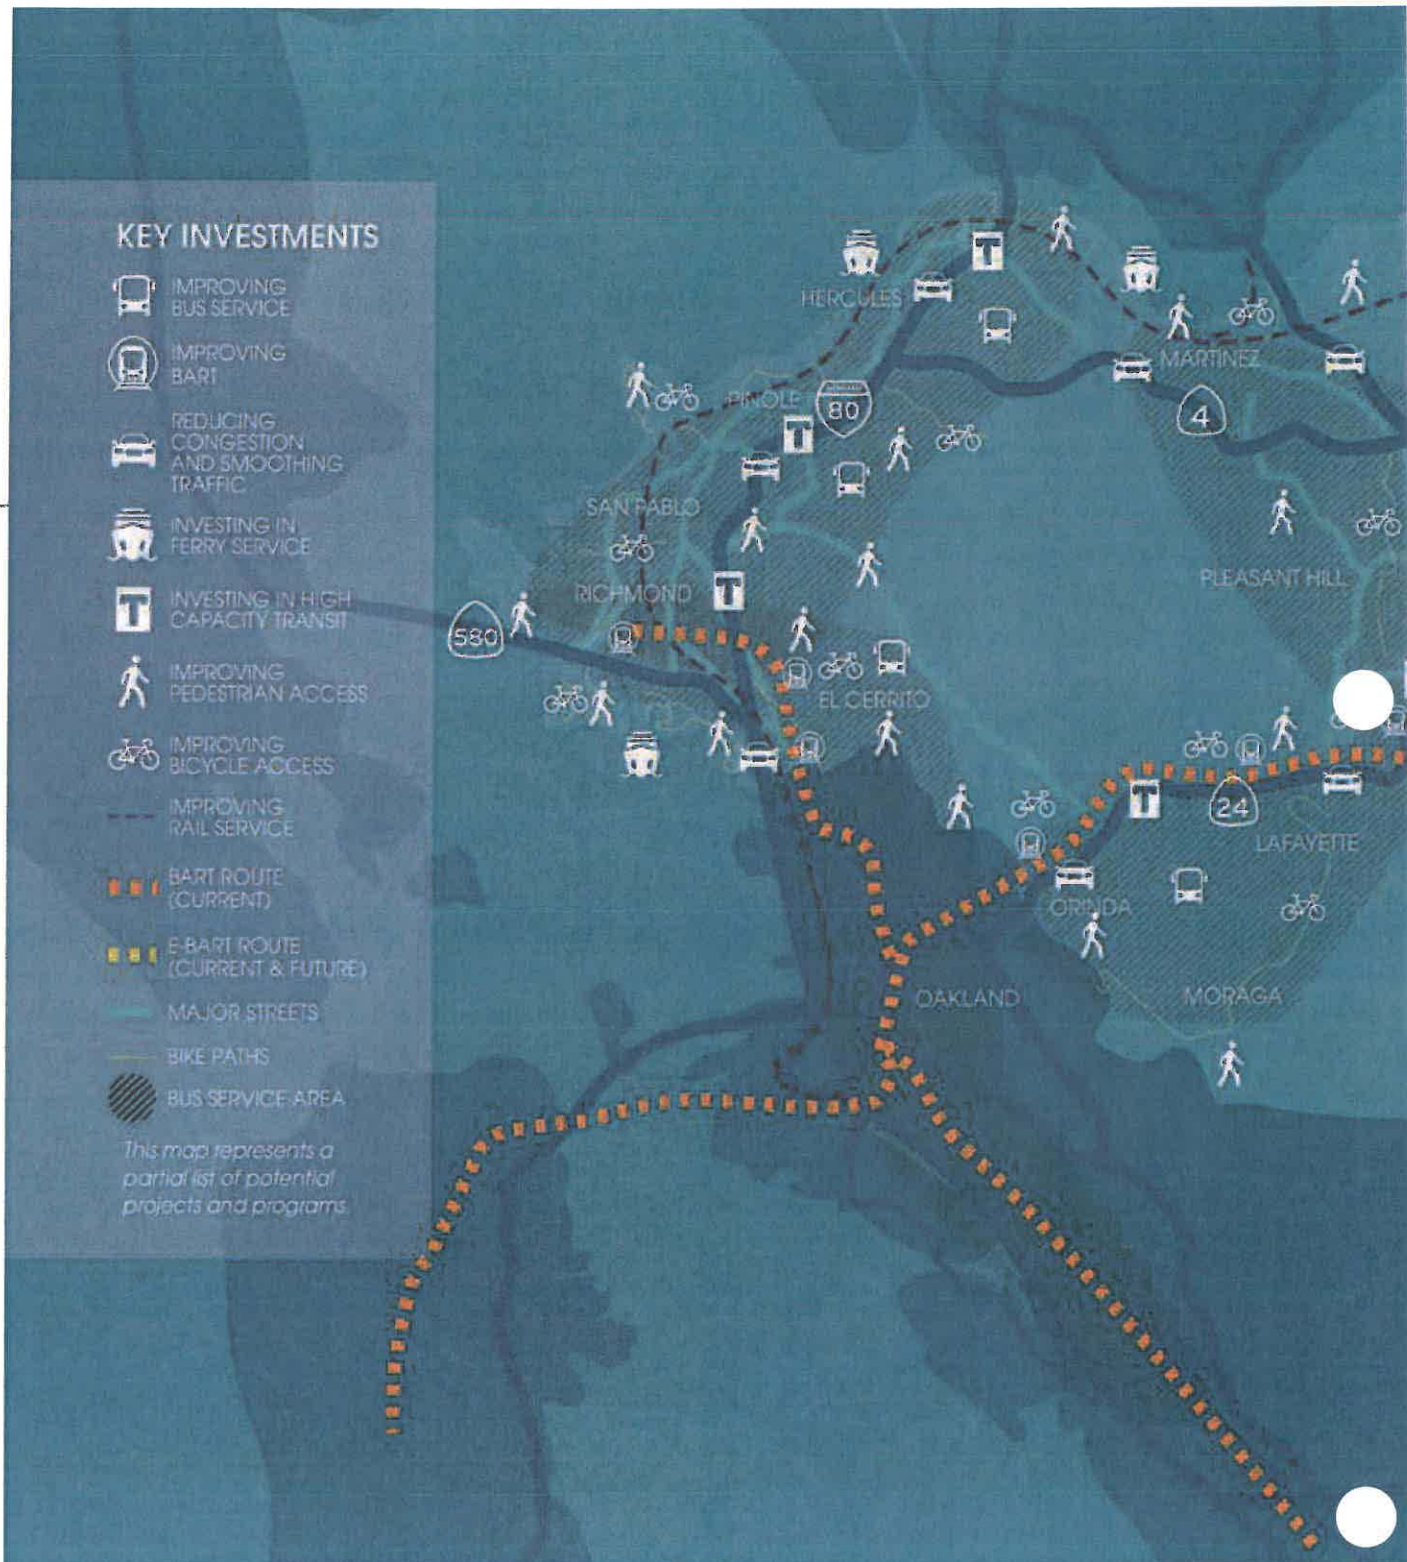 KEY INVESTMENTS
IMPROVING
BUS SERVICE
IMPROVING
BART
REDUCING
CONGESTION
AND SMOOTHING
TRAFFIC
INVESTING IN
FERRY SERVICE
INVESTING IN HIGH
CAPACITY TRANSIT
IMPROVING
PEDESTRIAN ACCESS
IMPROVING
BICYCLE ACCESS
IMPROVING
RAIL SERVICE
BART ROUTE
(CURRENT)
E-BART ROUTE
(CURRENT & FUTURE)
MAJOR STREETS
BIKE PATHS
BUS SERVICE AREA
This map represents a
partial list of potential
projects and programs.
T
HERCULES
MARTINEZ
PINOLE
80
4
T
SAN PABLO
PLEASANT HILL
RICHMOND
T
580
EL CERRITO
T
24
LAFAYETTE
ORINDA
OAKLAND
MORAGA